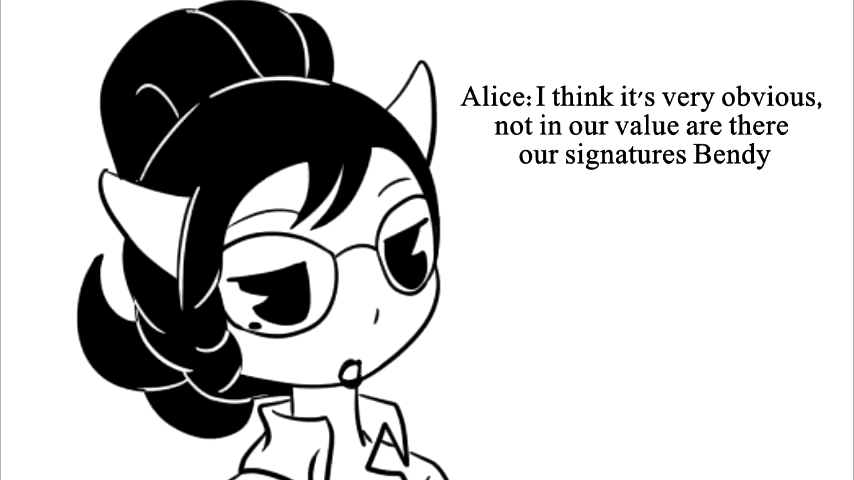 Alice: I think it's very obvious,
not in our value are there
our signatures Bendy